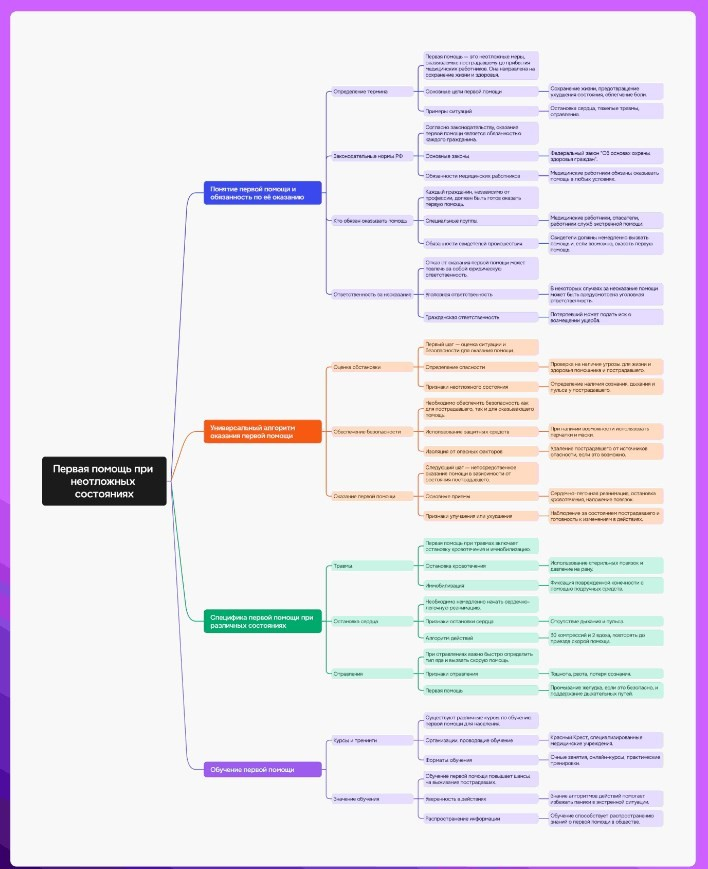 Первая помощь при
неотложных
состояниях
Понятие первой помощи и
обязанность по её оказанию
Определение термина
Первая помощь — это неотложные меры,
оказываемые пострадавшему до прибытия
медицинских работников. Она направлена на
сохранение жизни и здоровья.
Основные цели первой помощи
Сохранение жизни, предотвращение
ухудшения состояния, облегчение боли.
Примеры ситуаций
Остановка сердца, тяжелые травмы,
отравления.
Законодательные нормы РФ
Согласно законодательству, оказание
первой помощи является обязанностью
каждого гражданина.
Основные законы
Федеральный закон "Об основах охраны
здоровья граждан".
Обязанности медицинских работников
Медицинские работники обязаны оказывать
помощь в любых условиях.
Кто обязан оказывать помощь
Каждый гражданин, независимо от
профессии, должен быть готов оказать
первую помощь.
Специальные группы
Медицинские работники, спасатели,
работники служб экстренной помощи.
Обязанности свидетелей происшествия
Свидетели должны немедленно вызвать
помощь и, если возможно, оказать первую
помощь.
Ответственность за неоказание
Отказ от оказания первой помощи может
повлечь за собой юридическую
ответственность.
Уголовная ответственность
В некоторых случаях за неоказание помощи
может быть предусмотрена уголовная
ответственность.
Гражданская ответственность
Потерпевший может подать иск о
возмещении ущерба.
Универсальный алгоритм
оказания первой помощи
Оценка обстановки
Первый шаг — оценка ситуации и
безопасности для оказания помощи.
Определение опасности
Проверка на наличие угрозы для жизни и
здоровья помощника и пострадавшего.
Признаки неотложного состояния
Определение наличия сознания, дыхания и
пульса у пострадавшего.
Обеспечение безопасности
Необходимо обеспечить безопасность как
для пострадавшего, так и для оказывающего
помощь.
Использование защитных средств
При наличии возможности использовать
перчатки и маски.
Изоляция от опасных факторов
Удаление пострадавшего от источников
опасности, если это возможно.
Оказание первой помощи
Следующий шаг — непосредственное
оказание помощи в зависимости от
состояния пострадавшего.
Основные приемы
Сердечно-легочная реанимация, остановка
кровотечения, наложение повязок.
Признаки улучшения или ухудшения
Наблюдение за состоянием пострадавшего и
готовность к изменениям в действиях.
Специфика первой помощи при
различных состояниях
Травмы
Первая помощь при травмах включает
остановку кровотечения и иммобилизацию.
Остановка кровотечения
Использование стерильных повязок и
давление на рану.
Иммобилизация
Фиксация поврежденной конечности с
помощью подручных средств.
Остановка сердца
Необходимо немедленно начать сердечно-
легочную реанимацию.
Признаки остановки сердца
Отсутствие дыхания и пульса.
Алгоритм действий
30 компрессий и 2 вдоха, повторять до
приезда скорой помощи.
Отравления
При отравлениях важно быстро определить
тип яда и вызвать скорую помощь.
Признаки отравления
Тошнота, рвота, потеря сознания.
Первая помощь
Промывание желудка, если это безопасно, и
поддержание дыхательных путей.
Обучение первой помощи
Курсы и тренинги
Существуют различные курсы по обучению
первой помощи для населения.
Организации, проводящие обучение
Красный Крест, специализированные
медицинские учреждения.
Форматы обучения
Очные занятия, онлайн-курсы, практические
тренировки.
Значение обучения
Обучение первой помощи повышает шансы
на выживание пострадавших.
Уверенность в действиях
Знание алгоритмов действий помогает
избежать паники в экстренной ситуации.
Распространение информации
Обучение способствует распространению
знаний о первой помощи в обществе.